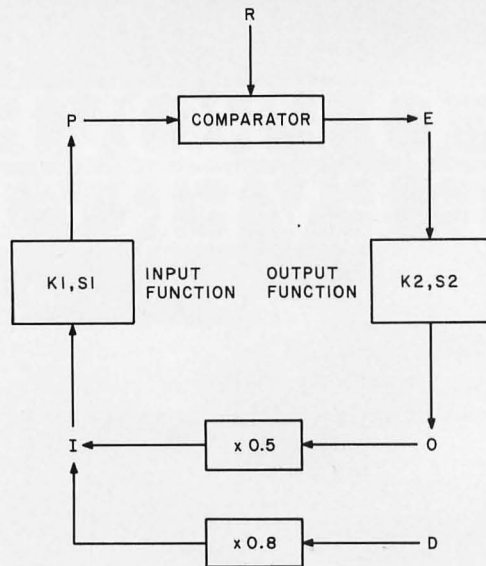 R
P
COMPARATOR
E
K1,S1
INPUT
FUNCTION
OUTPUT
FUNCTION
K2,S2
I
x 0.5
O
x 0.8
D